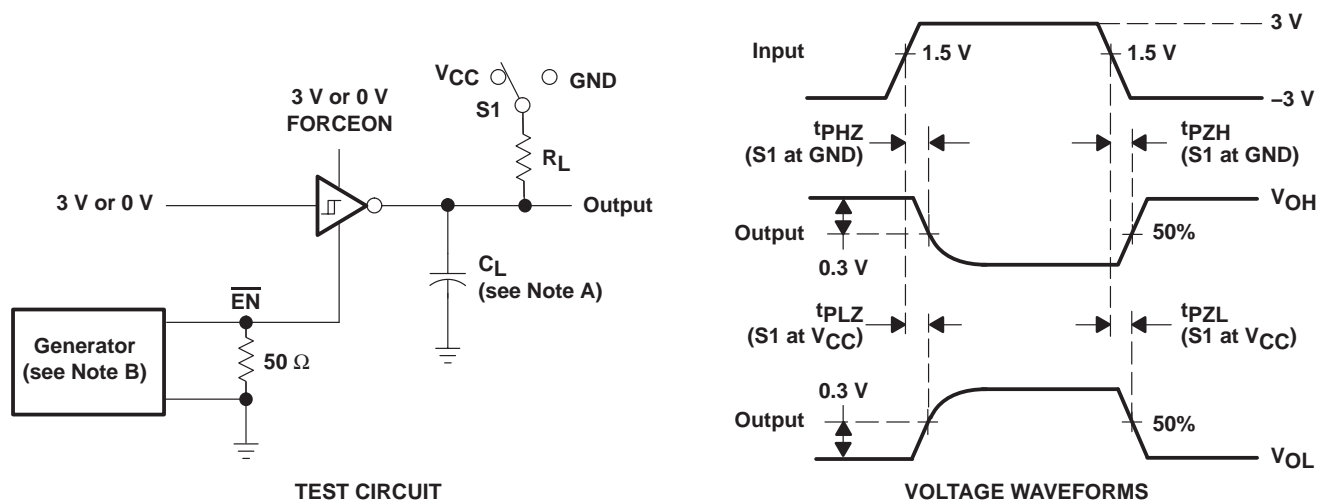 3 V or 0 V
FORCEON
VCC
GND
S1
RL
3 V or 0 V
Output
CL
(see Note A)
EN
Generator
(see Note B)
50 Ω
TEST CIRCUIT
Input
3 V
1.5 V
1.5 V
–3 V
tPHZ
(S1 at GND)
tPZH
(S1 at GND)
VOH
Output
50%
0.3 V
tPLZ
(S1 at VCC)
tPZL
(S1 at VCC)
0.3 V
Output
50%
VOL
VOLTAGE WAVEFORMS